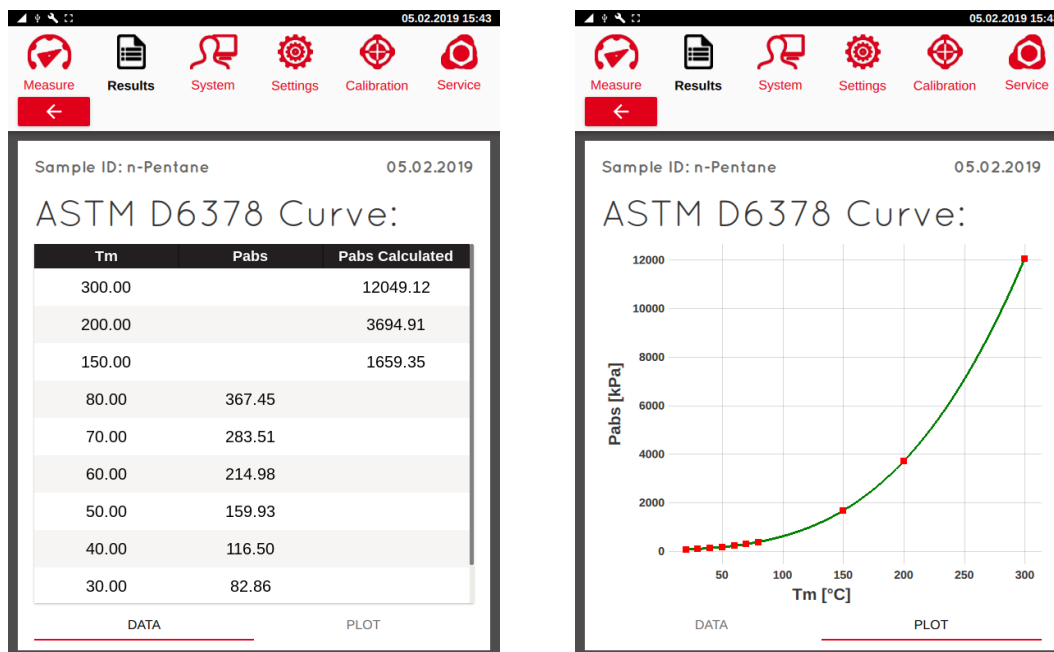 05.02.2019 15:43
Measure Results System Settings Calibration Service
Sample ID: n-Pentane 05.02.2019
ASTM D6378 Curve:
Tm Pabs Pabs Calculated
300.00 12049.12
200.00 3694.91
150.00 1659.35
80.00 367.45
70.00 283.51
60.00 214.98
50.00 159.93
40.00 116.50
30.00 82.86
DATA PLOT
05.02.2019 15:4
Measure Results System Settings Calibration Service
Sample ID: n-Pentane 05.02.2019
ASTM D6378 Curve:
12000
10000
8000
6000
4000
2000
0
Pabs [kPa]
50 100 150 200 250 300
Tm [°C]
DATA PLOT